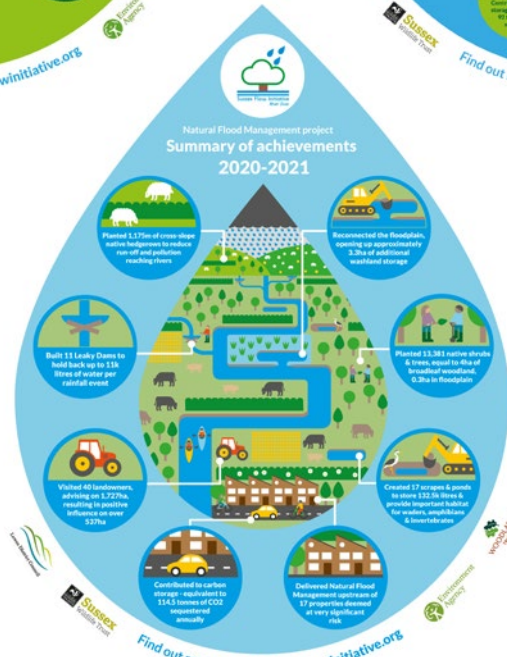 winitiative.org
Sussex
Wildlife Trust
Find out
Sussex Flow Initiative
Natural Flood Management project
Summary of achievements
2020-2021
Planted 1,175m of cross-slope
native hedgerows to reduce
run-off and pollution
reaching rivers
Reconnected the floodplain,
opening up approximately
3.3ha of additional
washland storage
Built 11 Leaky Dams to
hold back up to 11k
litres of water per
rainfall event
Planted 13,381 native shrubs
& trees, equal to 4ha of
broadleaf woodland,
0.3ha in floodplain
Visited 40 landowners,
advising on 1,727ha,
resulting in positive
influence on over
537ha
Created 17 scrapes & ponds
to store 132.5k litres &
provide important habitat
for waders, amphibians
& invertebrates
Contributed to carbon
storage - equivalent to
114.5 tonnes of CO2
sequestered
annually
Delivered Natural Flood
Management upstream of
17 properties deemed
at very significant
risk
Lewes District Council
Sussex
Wildlife Trust
Environment
Agency
Find out
itiative.org